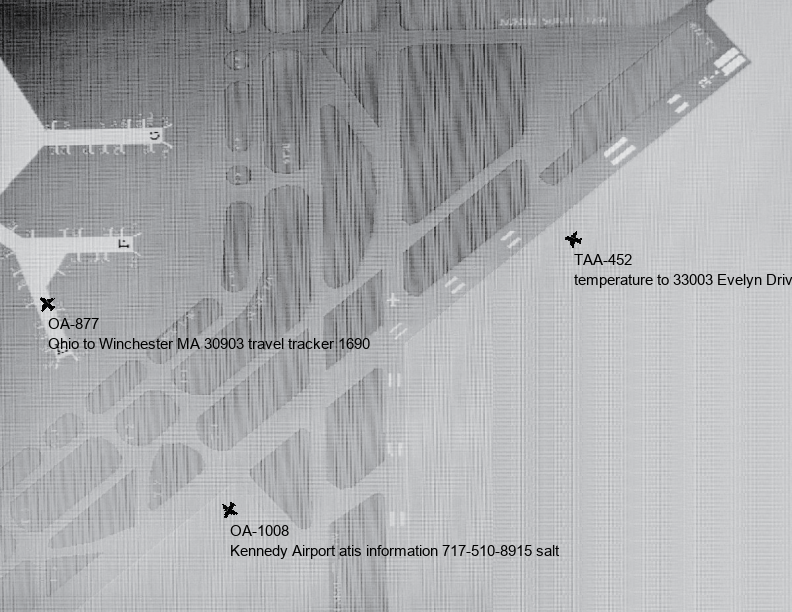 G
F
TAA-452
temperature to 33003 Evelyn Driv
OA-877
Ohio to Winchester MA 30903 travel tracker 1690
OA-1008
Kennedy Airport atis information 717-510-8915 salt